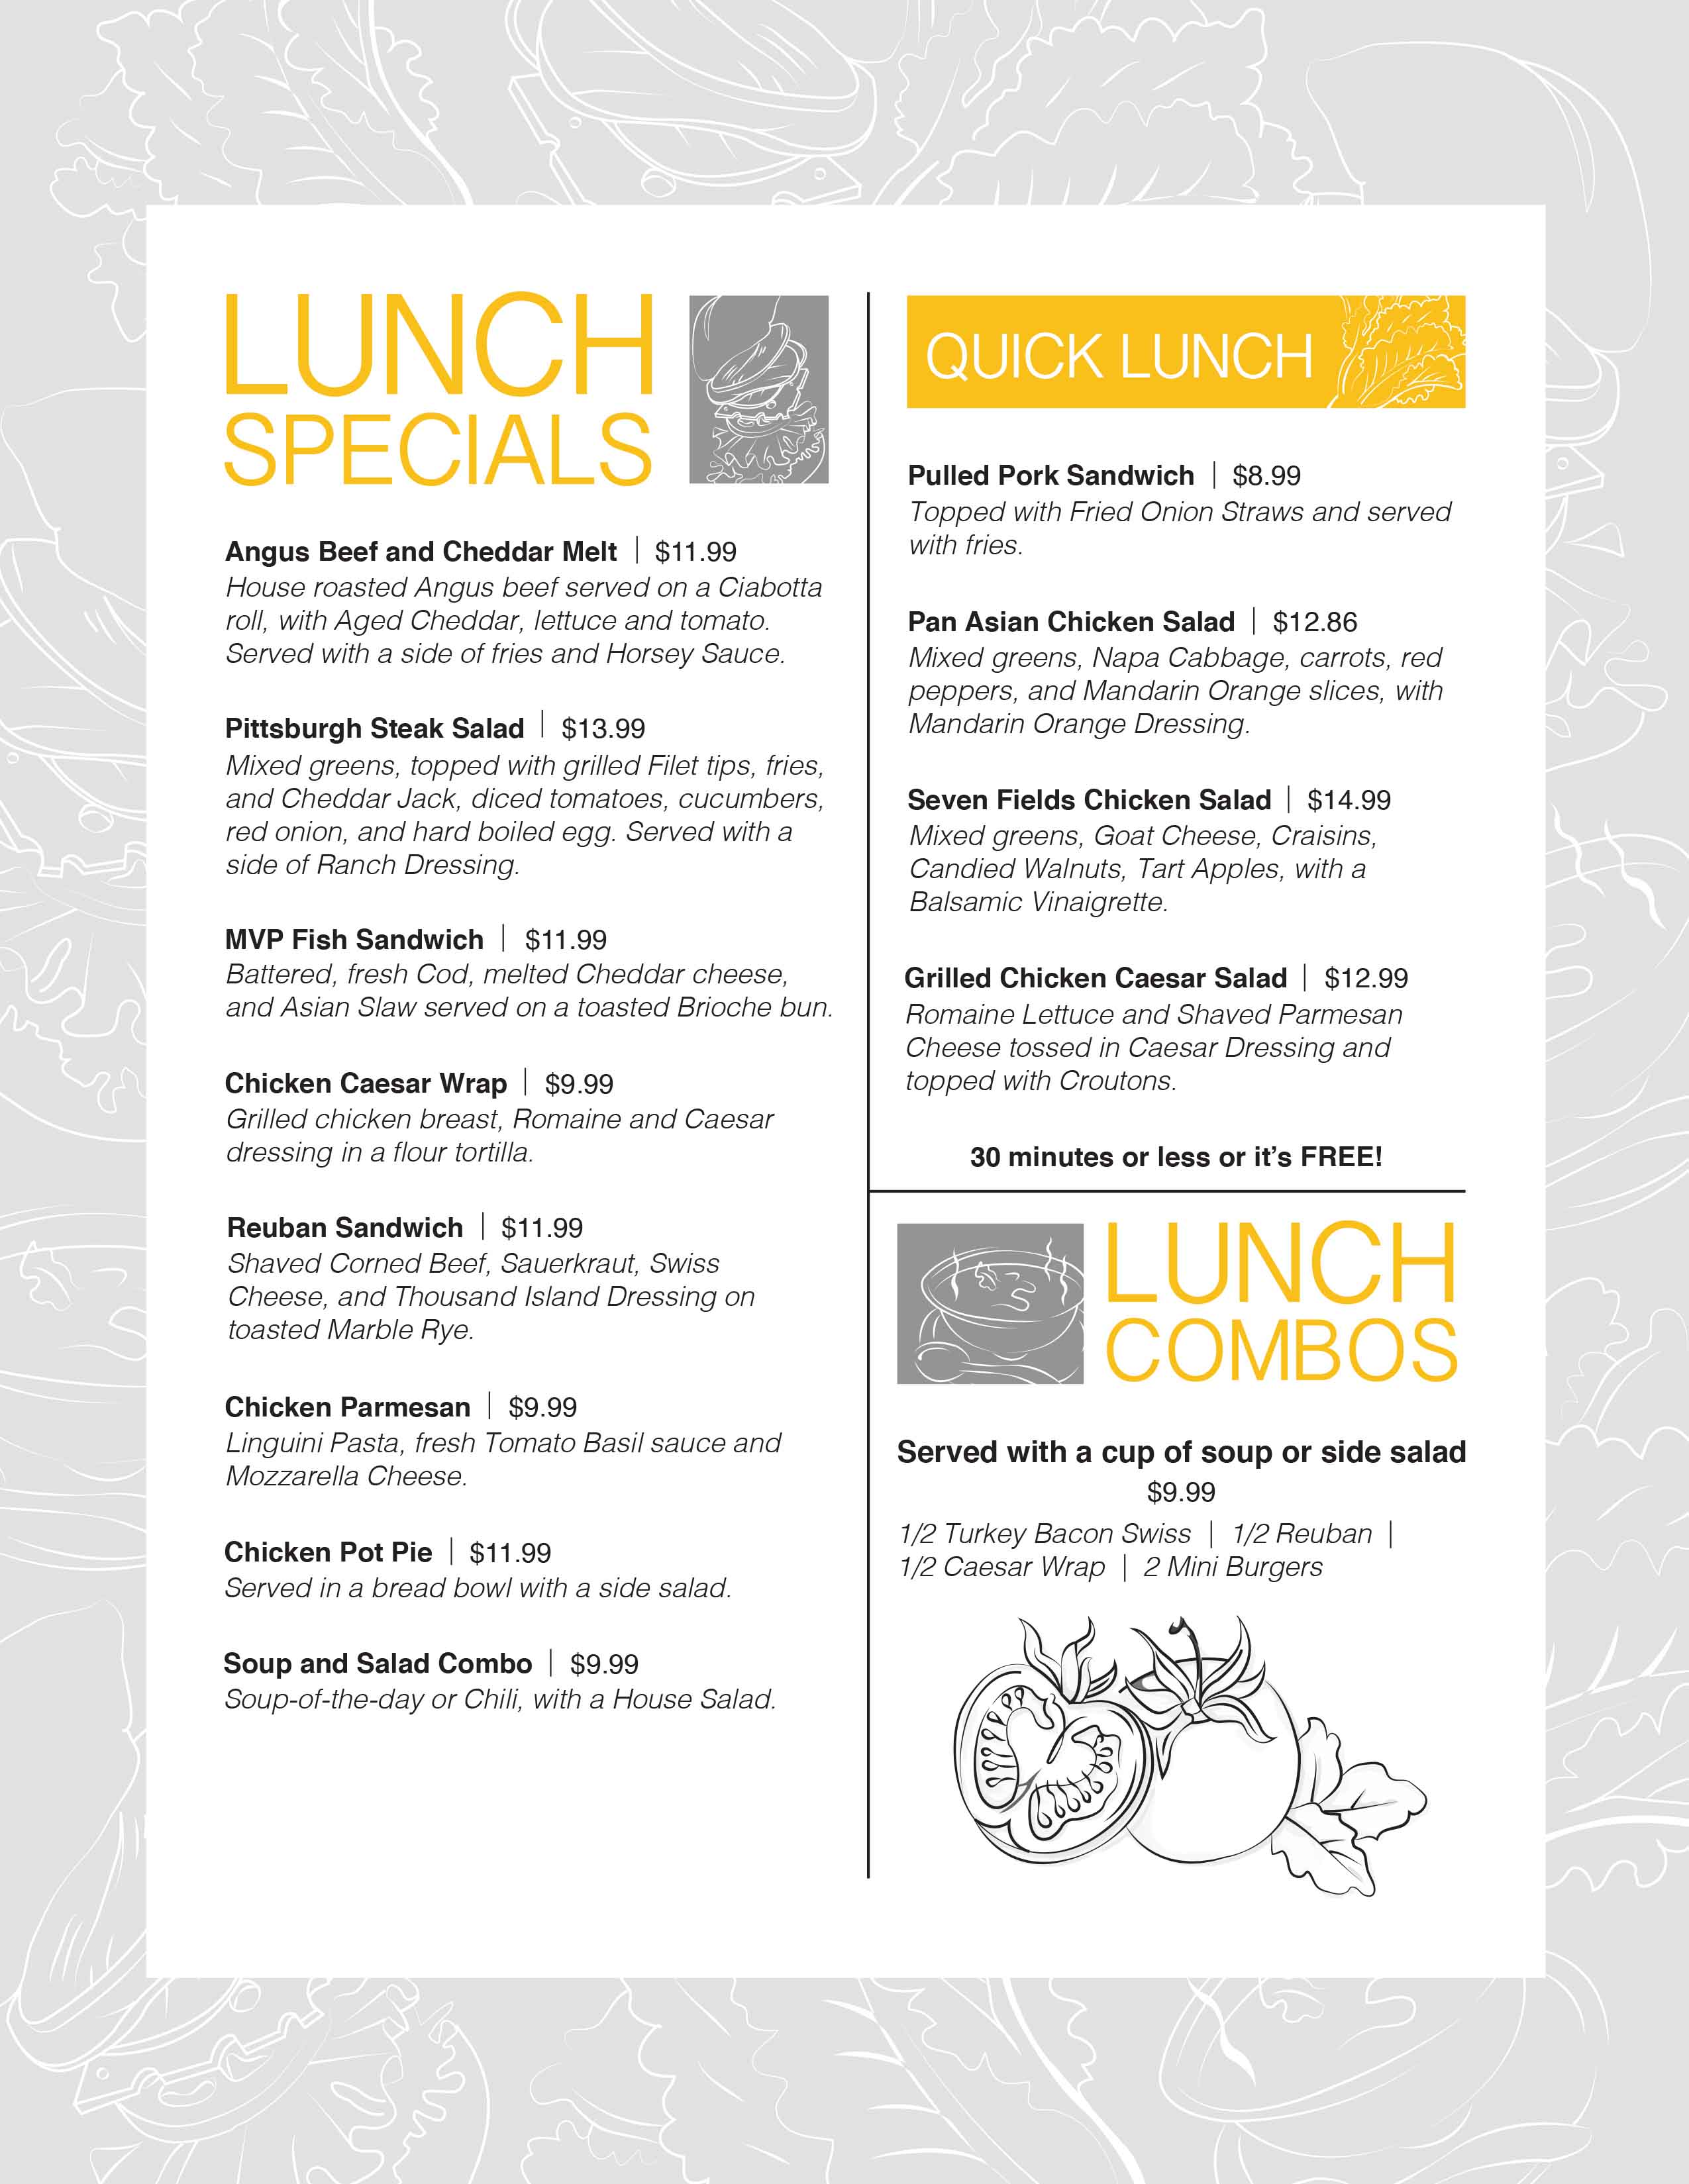 LUNCH
SPECIALS
Angus Beef and Cheddar Melt | $11.99
House roasted Angus beef served on a Ciabotta
roll, with Aged Cheddar, lettuce and tomato.
Served with a side of fries and Horsey Sauce.
Pittsburgh Steak Salad | $13.99
Mixed greens, topped with grilled Filet tips, fries,
and Cheddar Jack, diced tomatoes, cucumbers,
red onion, and hard boiled egg. Served with a
side of Ranch Dressing.
MVP Fish Sandwich | $11.99
Battered, fresh Cod, melted Cheddar cheese,
and Asian Slaw served on a toasted Brioche bun.
Chicken Caesar Wrap | $9.99
Grilled chicken breast, Romaine and Caesar
dressing in a flour tortilla.
Reuban Sandwich | $11.99
Shaved Corned Beef, Sauerkraut, Swiss
Cheese, and Thousand Island Dressing on
toasted Marble Rye.
Chicken Parmesan | $9.99
Linguini Pasta, fresh Tomato Basil sauce and
Mozzarella Cheese.
Chicken Pot Pie | $11.99
Served in a bread bowl with a side salad.
Soup and Salad Combo | $9.99
Soup-of-the-day or Chili, with a House Salad.
QUICK LUNCH
Pulled Pork Sandwich | $8.99
Topped with Fried Onion Straws and served
with fries.
Pan Asian Chicken Salad | $12.86
Mixed greens, Napa Cabbage, carrots, red
peppers, and Mandarin Orange slices, with
Mandarin Orange Dressing.
Seven Fields Chicken Salad | $14.99
Mixed greens, Goat Cheese, Craisins,
Candied Walnuts, Tart Apples, with a
Balsamic Vinaigrette.
Grilled Chicken Caesar Salad | $12.99
Romaine Lettuce and Shaved Parmesan
Cheese tossed in Caesar Dressing and
topped with Croutons.
30 minutes or less or it’s FREE!
LUNCH
COMBOS
Served with a cup of soup or side salad
$9.99
1/2 Turkey Bacon Swiss | 1/2 Reuban |
1/2 Caesar Wrap | 2 Mini Burgers